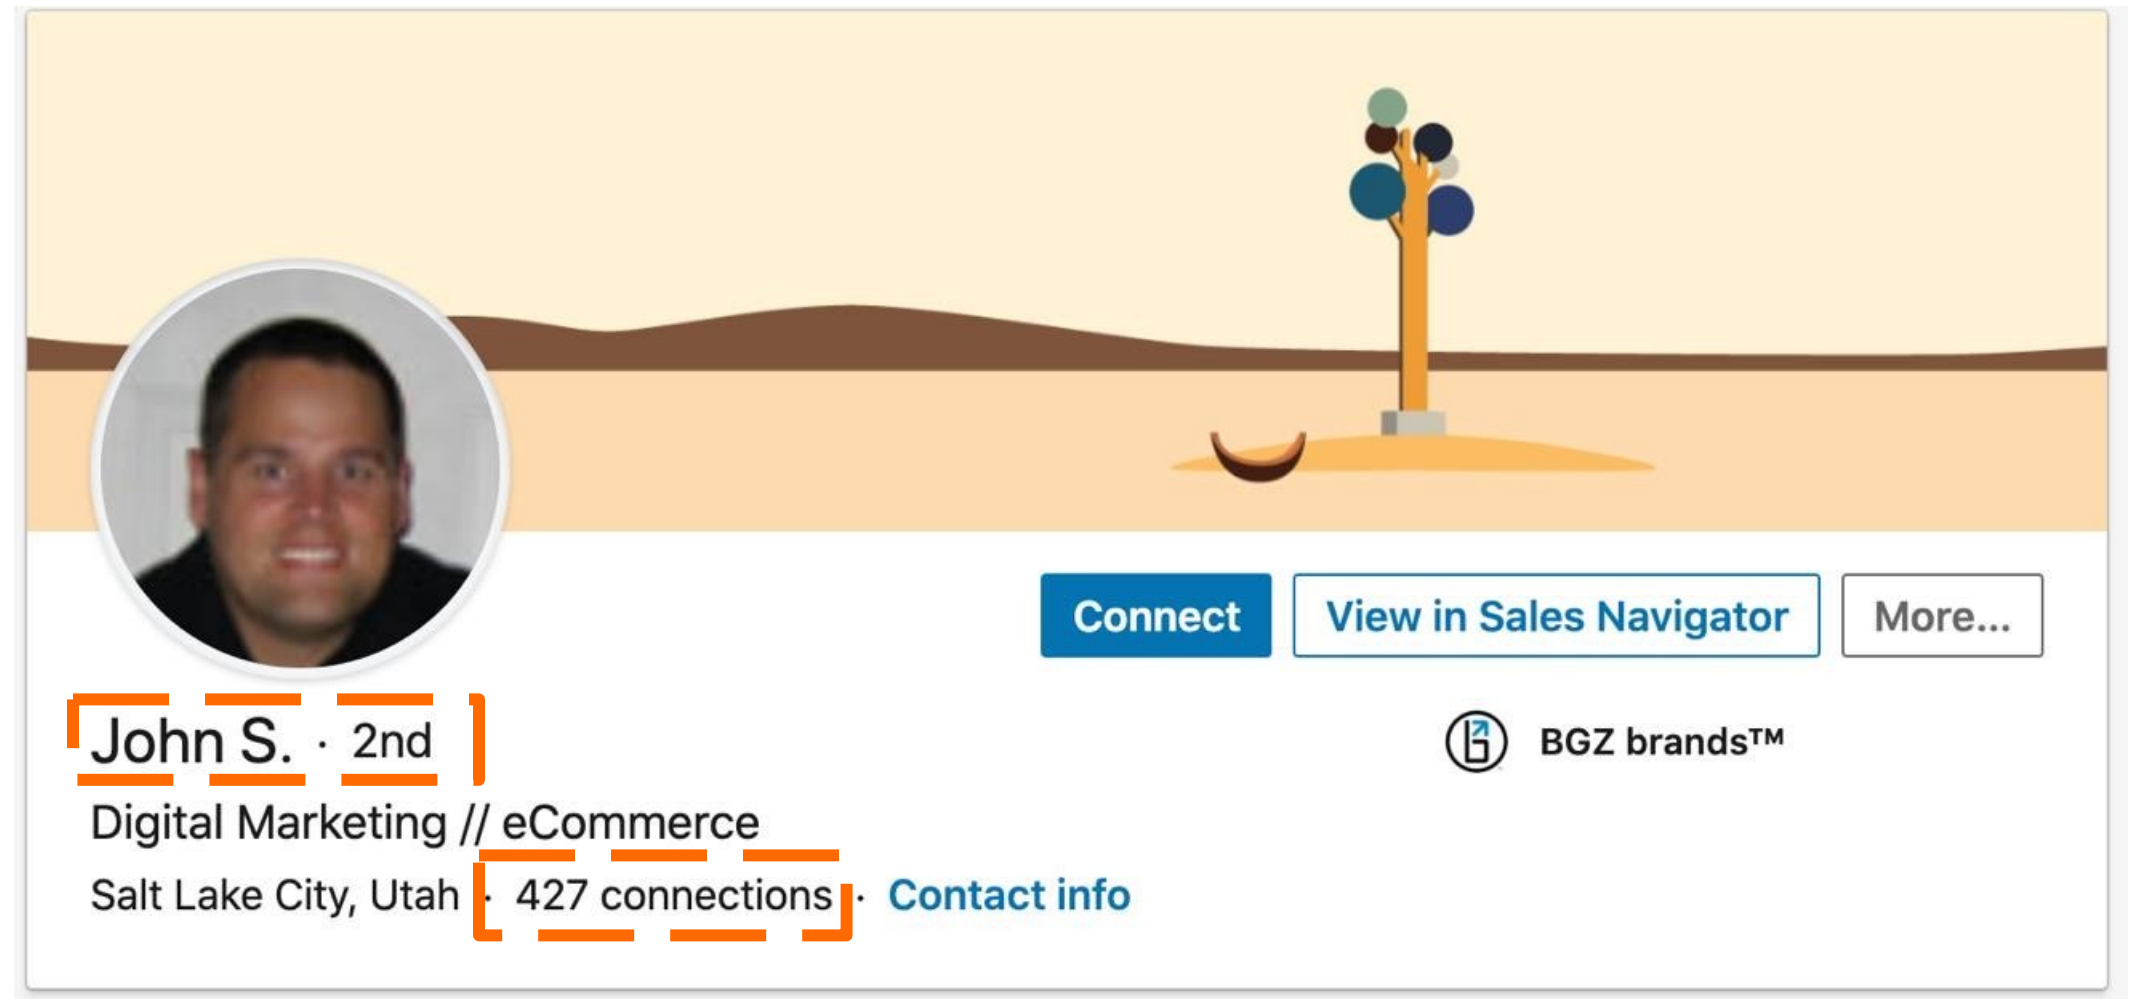 Connect
View in Sales Navigator
More...
John S. · 2nd
BGZ brands™
Digital Marketing // eCommerce
Salt Lake City, Utah · 427 connections · Contact info